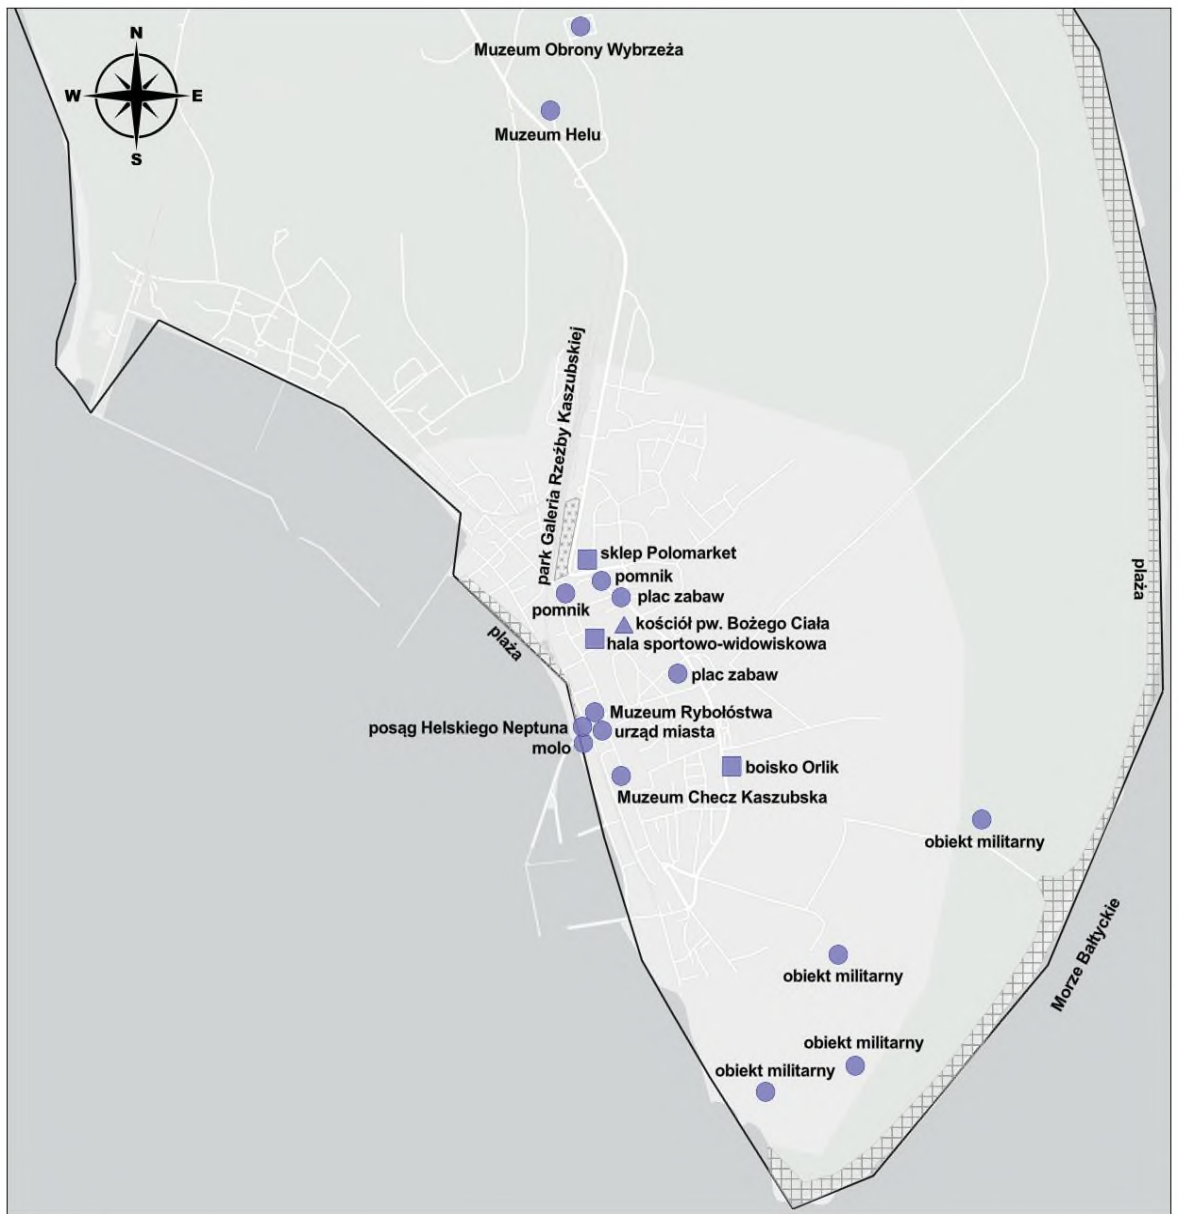 N
W
E
S
Muzeum Obrony Wybrzeża
Muzeum Helu
park Galeria Rzeźby Kaszubskiej
sklep Polomarket
pomnik
plac zabaw
pomnik
kościół pw. Bożego Ciała
hala sportowo-widowiskowa
plaża
plaża
plac zabaw
Muzeum Rybołóstwa
posąg Helskiego Neptuna
urząd miasta
molo
boisko Orlik
Muzeum Checz Kaszubska
obiekt militarny
Morze Bałtyckie
obiekt militarny
obiekt militarny
obiekt militarny